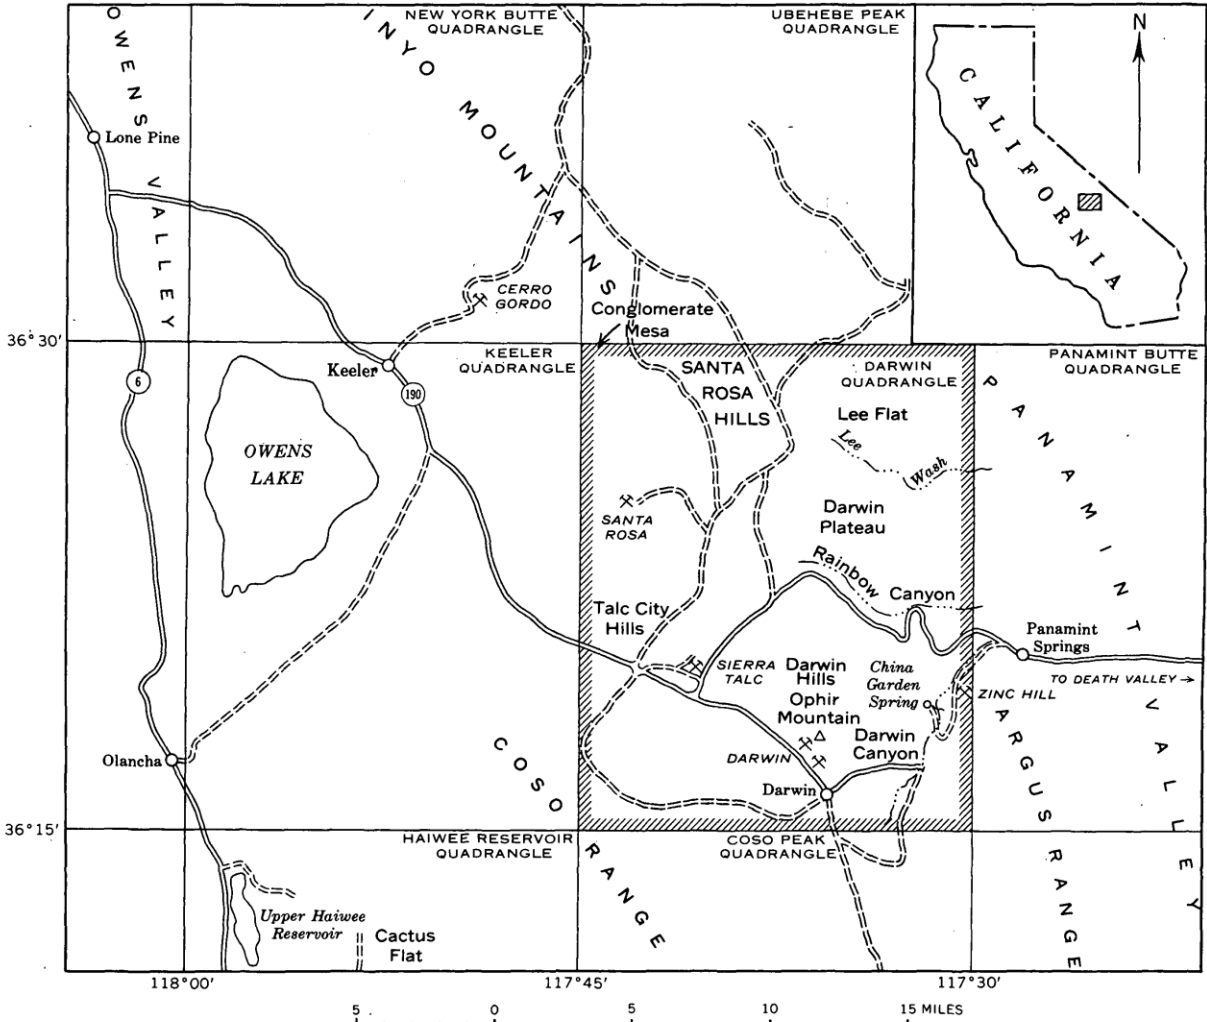 NEW YORK BUTTE
QUADRANGLE
UBEHEBE PEAK
QUADRANGLE
N
CALIFORNIA
OWENS VALLEY
INYO MOUNTAINS
Lone Pine
CERRO
GORDO
Conglomerate
Mesa
36°30'
Keeler
KEELER
QUADRANGLE
SANTA
ROSA
HILLS
DARWIN
QUADRANGLE
PANAMINT BUTTE
QUADRANGLE
6
190
Lee Flat
Lee Wash
PANAMINT VALLEY
OWENS
LAKE
SANTA
ROSA
Darwin
Plateau
Rainbow Canyon
Talc City
Hills
Panamint
Springs
SIERRA
TALC
Darwin
Hills
China
Garden
Spring
TO DEATH VALLEY →
ZINC HILL
Ophir
Mountain
Darwin
Canyon
DARWIN
Olancha
Darwin
COSO RANGE
ARGUS RANGE
36°15'
HAIWEE RESERVOIR
QUADRANGLE
COSO PEAK
QUADRANGLE
Upper Haiwee
Reservoir
Cactus
Flat
118°00'
117°45'
117°30'
5 0 5 10 15 MILES